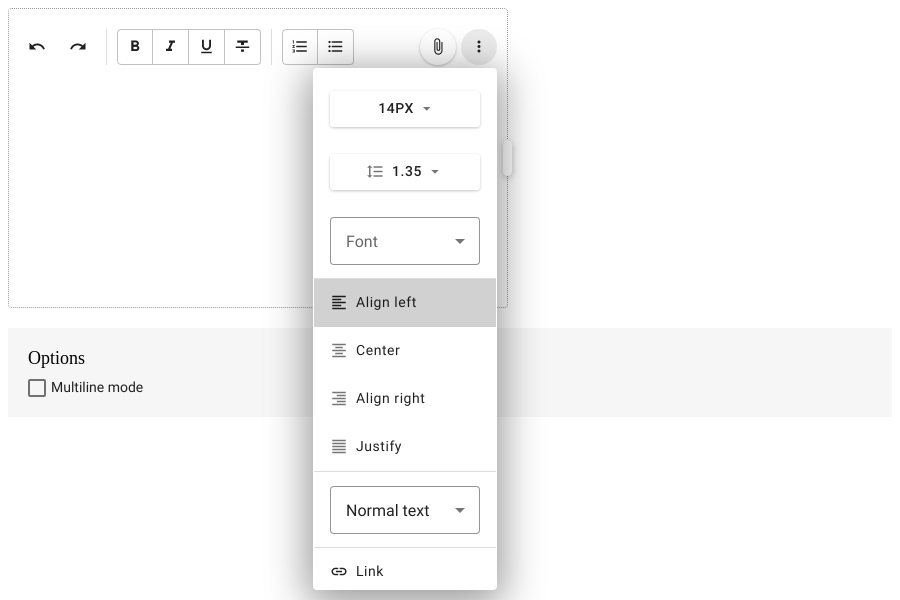 B I U
14PX
1.35
Font
Align left
Center
Align right
Justify
Normal text
Link
Options
Multiline mode